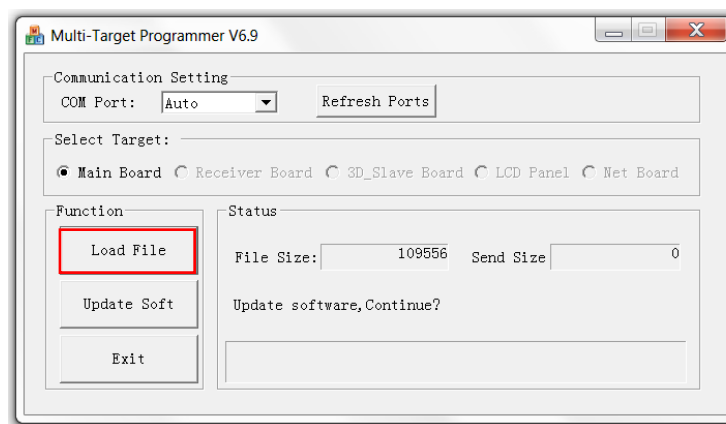 Multi-Target Programmer V6.9
Communication Setting
COM Port: Auto Refresh Ports
Select Target:
Main Board Receiver Board 3D_Slave Board LCD Panel Net Board
Function
Load File
Update Soft
Exit
Status
File Size: 109556 Send Size 0
Update software,Continue?